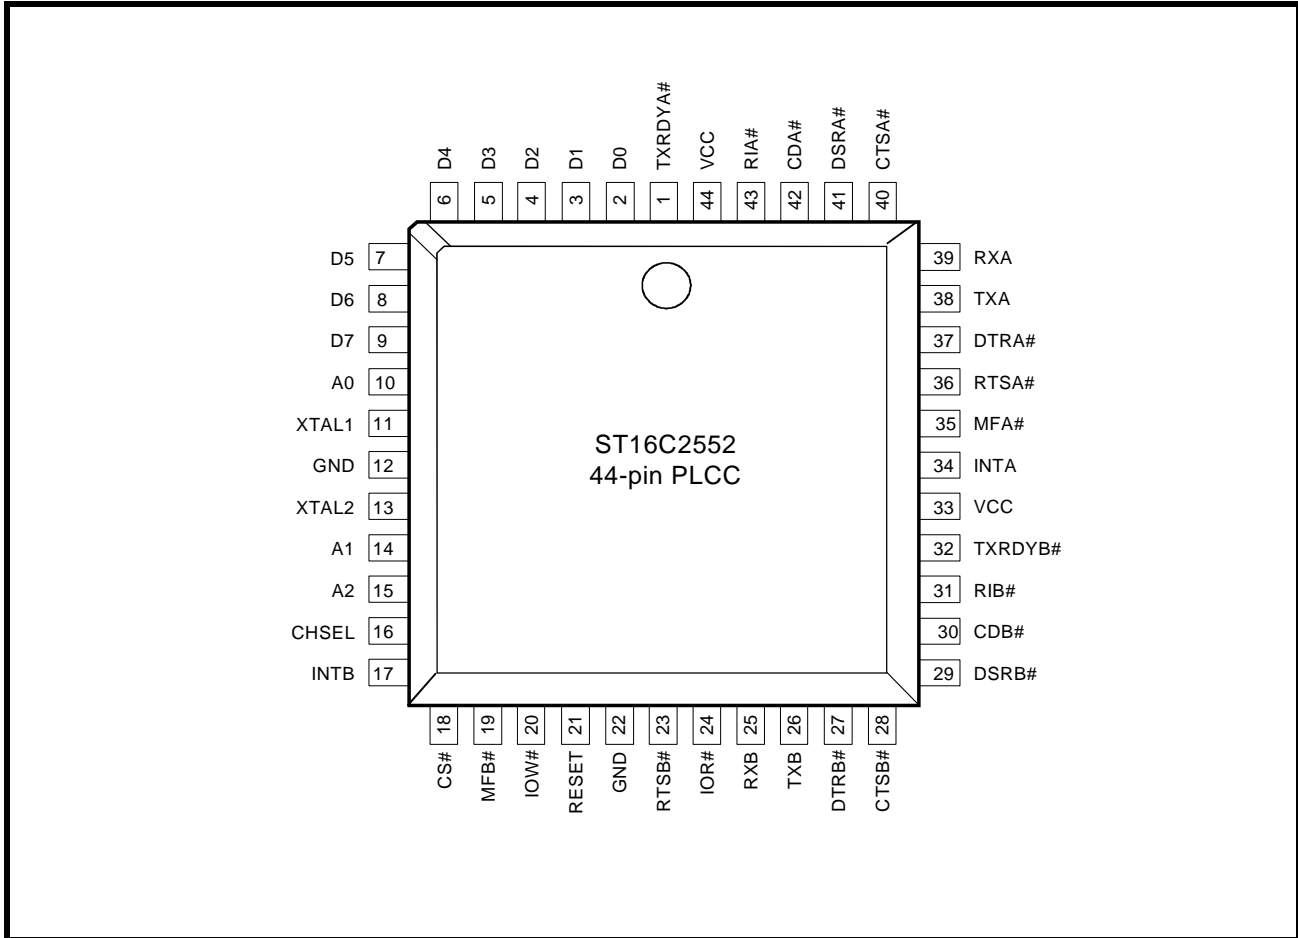 D4
D3
D2
D1
D0
TXRDYA#
VCC
RIA#
CDA#
DSRA#
CTSA#
6
5
4
3
2
1
44
43
42
41
40
D5 7
D6 8
D7 9
A0 10
XTAL1 11
GND 12
XTAL2 13
A1 14
A2 15
CHSEL 16
INTB 17
ST16C2552
44-pin PLCC
39 RXA
38 TXA
37 DTRA#
36 RTSA#
35 MFA#
34 INTA
33 VCC
32 TXRDYB#
31 RIB#
30 CDB#
29 DSRB#
18
19
20
21
22
23
24
25
26
27
28
CS#
MFB#
IOW#
RESET
GND
RTSB#
IOR#
RXB
TXB
DTRB#
CTSB#